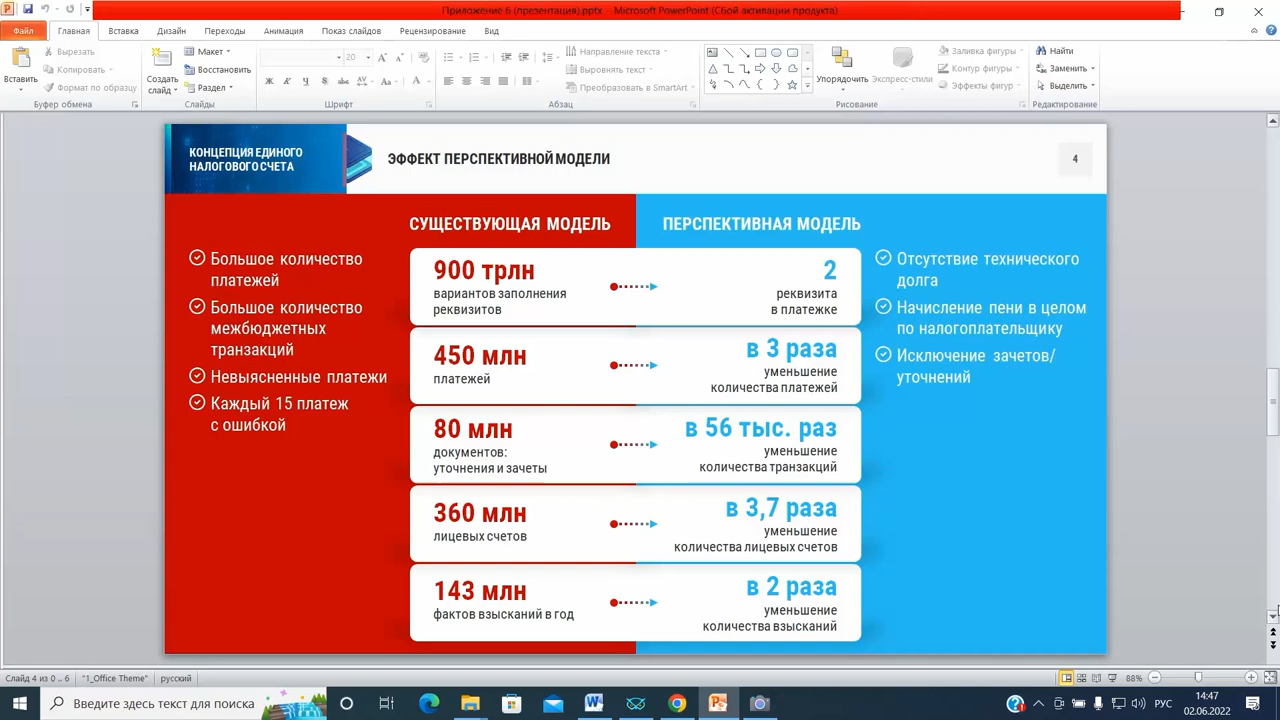 Приложение 6 (презентация).pptx - Microsoft PowerPoint (Сбой активации продукта)
Файл Главная Вставка Дизайн Переходы Анимация Показ слайдов Рецензирование Вид
Вставить
Вырезать
Копировать
Формат по образцу
Буфер обмена
Создать слайд
Макет
Восстановить
Раздел
Слайды
20
Шрифт
Направление текста
Выровнять текст
Преобразовать в SmartArt
Абзац
Упорядочить
Экспресс-стили
Заливка фигуры
Контур фигуры
Эффекты фигур
Рисование
Найти
Заменить
Выделить
Редактирование
КОНЦЕПЦИЯ ЕДИНОГО
НАЛОГОВОГО СЧЕТА
ЭФФЕКТ ПЕРСПЕКТИВНОЙ МОДЕЛИ
4
СУЩЕСТВУЮЩАЯ МОДЕЛЬ
ПЕРСПЕКТИВНАЯ МОДЕЛЬ
Большое количество
платежей
Большое количество
межбюджетных
транзакций
Невыясненные платежи
Каждый 15 платеж
с ошибкой
900 трлн
вариантов заполнения
реквизитов
2
реквизита
в платежке
450 млн
платежей
в 3 раза
уменьшение
количества платежей
80 млн
документов:
уточнения и зачеты
в 56 тыс. раз
уменьшение
количества транзакций
360 млн
лицевых счетов
в 3,7 раза
уменьшение
количества лицевых счетов
143 млн
фактов взысканий в год
в 2 раза
уменьшение
количества взысканий
Отсутствие технического
долга
Начисление пени в целом
по налогоплательщику
Исключение зачетов/
уточнений
Слайд 4 из 6 "1_Office Theme" русский
88%
Введите здесь текст для поиска
РУС
14:47
02.06.2022